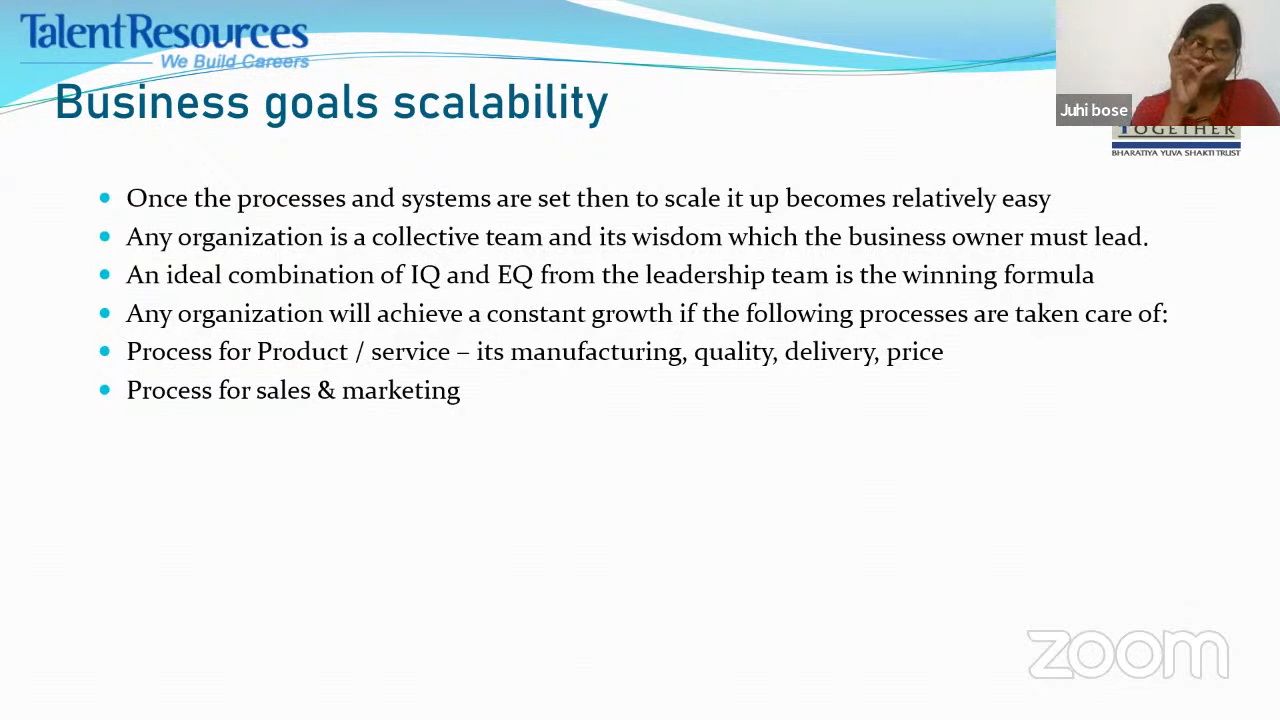 TalentResources
We Build Careers
Business goals scalability
Juhi bose
TOGETHER
BHARATIYA YUVA SHAKTI TRUST
Once the processes and systems are set then to scale it up becomes relatively easy
Any organization is a collective team and its wisdom which the business owner must lead.
An ideal combination of IQ and EQ from the leadership team is the winning formula
Any organization will achieve a constant growth if the following processes are taken care of:
Process for Product / service – its manufacturing, quality, delivery, price
Process for sales & marketing
zoom